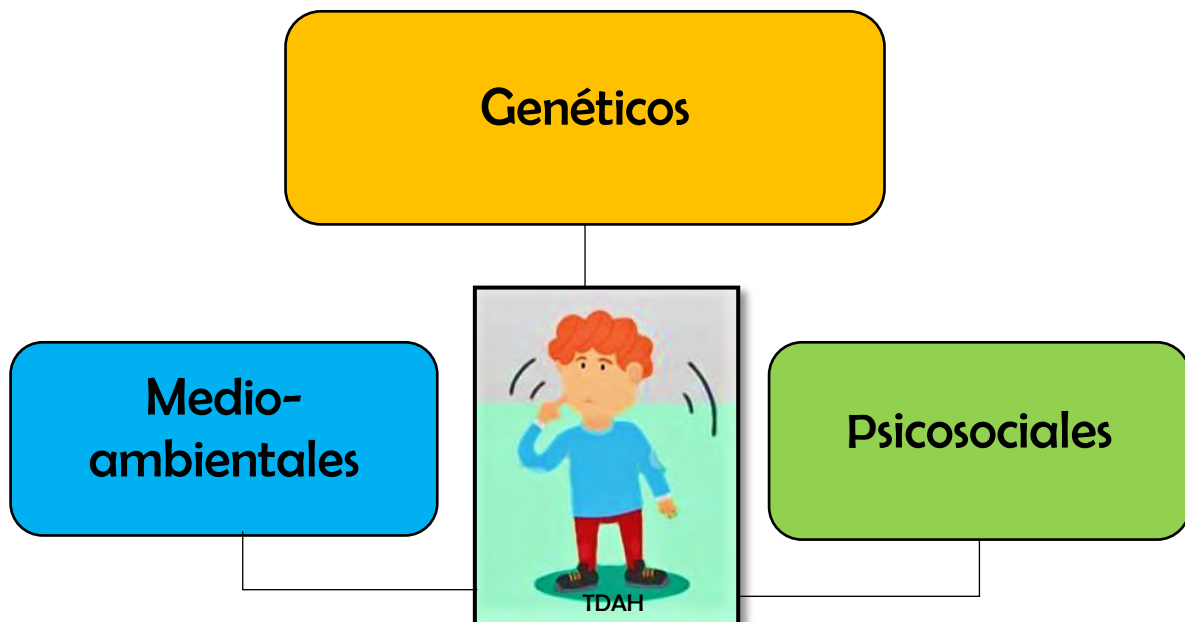 Genéticos
Medio-
ambientales
Psicosociales
TDAH